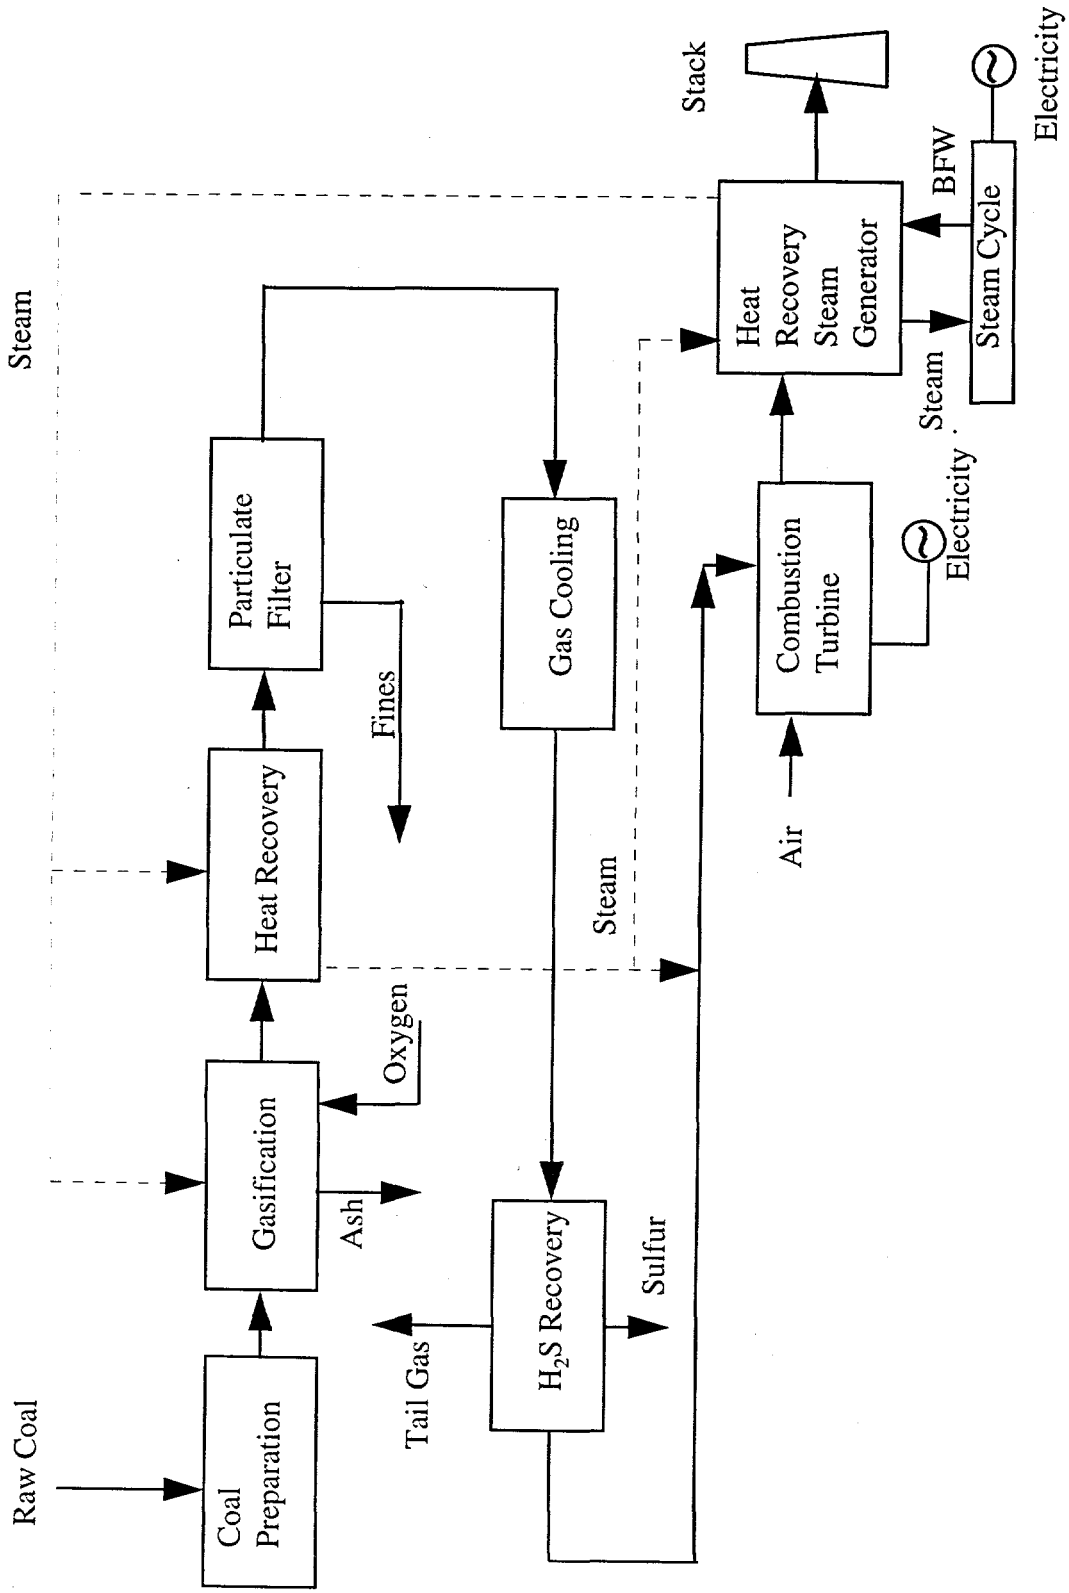 Raw Coal
Steam
Coal
Preparation
Gasification
Heat Recovery
Particulate
Filter
Ash
Oxygen
Fines
Tail Gas
H₂S Recovery
Sulfur
Gas Cooling
Steam
Air
Combustion
Turbine
Electricity
Heat
Recovery
Steam
Generator
Stack
Steam
BFW
Steam Cycle
Electricity